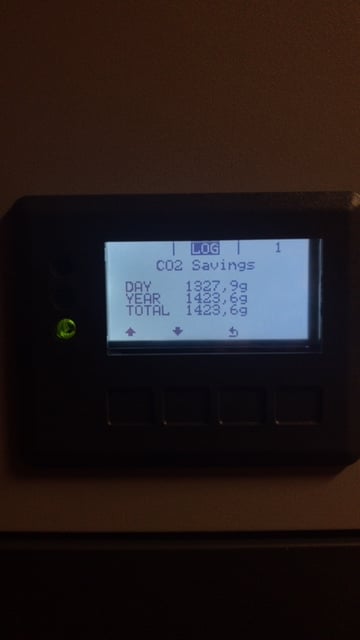 | LOG | 1
CO2 Savings
DAY 1327,9g
YEAR 1423,6g
TOTAL 1423,6g